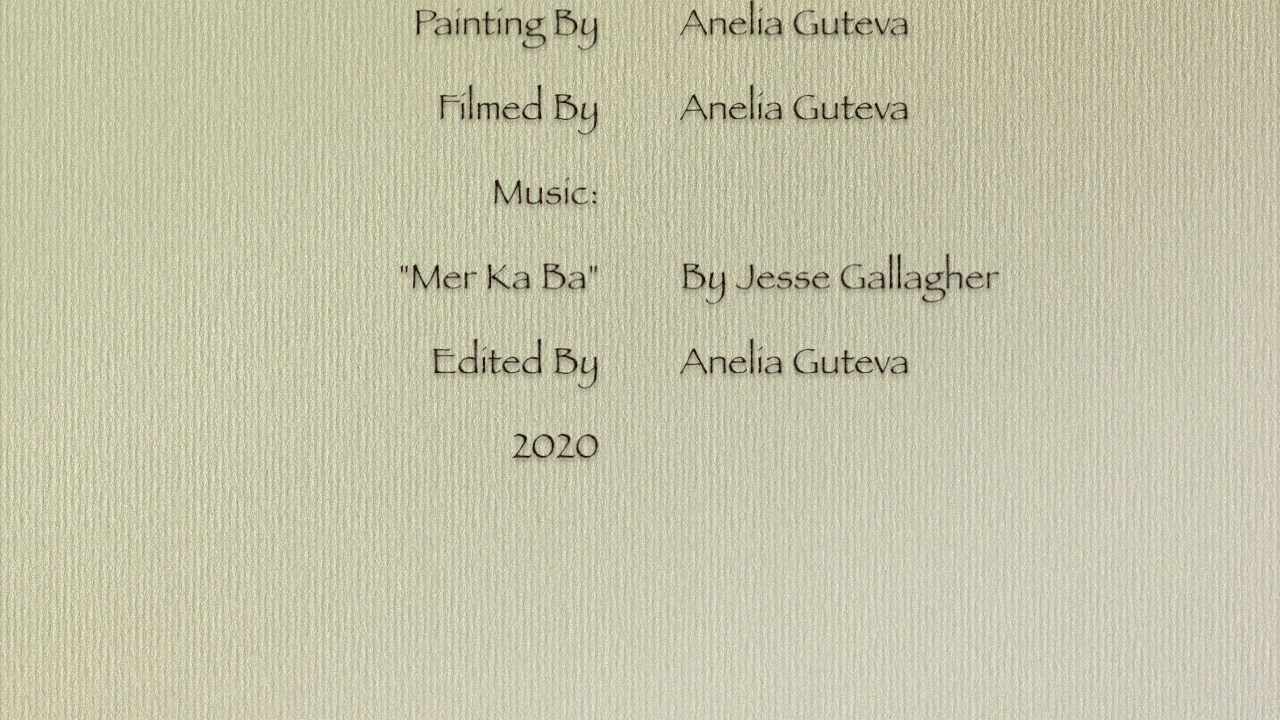 Painting By Anelia Guteva
Filmed By Anelia Guteva
Music:
"Mer Ka Ba" By Jesse Gallagher
Edited By Anelia Guteva
2020